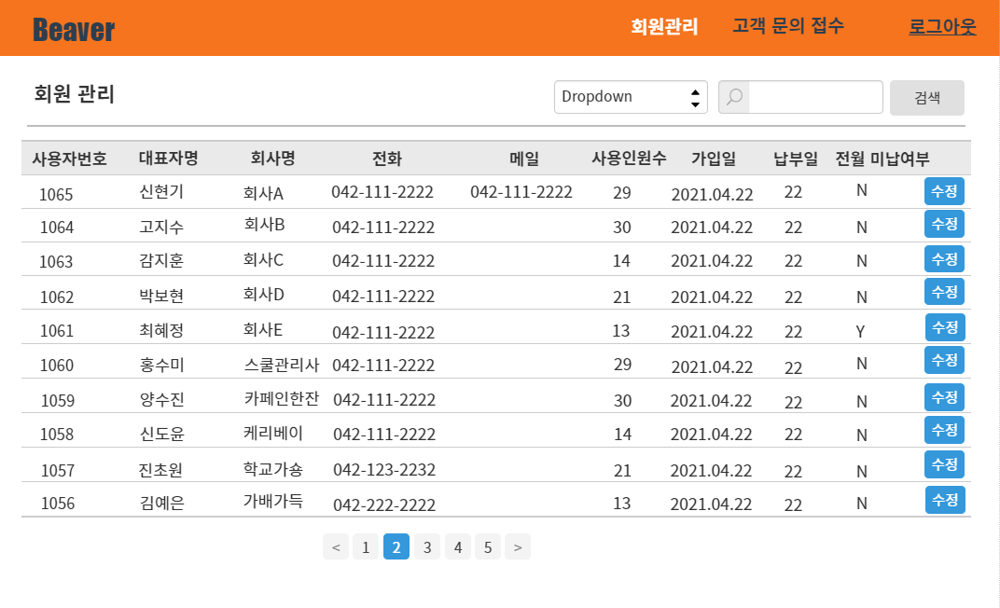 Beaver 회원관리 고객 문의 접수 로그아웃
회원 관리 Dropdown 검색
사용자번호 대표자명 회사명 전화 메일 사용인원수 가입일 납부일 전월 미납여부
1065 신현기 회사A 042-111-2222 042-111-2222 29 2021.04.22 22 N 수정
1064 고지수 회사B 042-111-2222 30 2021.04.22 22 N 수정
1063 감지훈 회사C 042-111-2222 14 2021.04.22 22 N 수정
1062 박보현 회사D 042-111-2222 21 2021.04.22 22 N 수정
1061 최혜정 회사E 042-111-2222 13 2021.04.22 22 Y 수정
1060 홍수미 스쿨관리사 042-111-2222 29 2021.04.22 22 N 수정
1059 양수진 카페인한잔 042-111-2222 30 2021.04.22 22 N 수정
1058 신도윤 케리베이 042-111-2222 14 2021.04.22 22 N 수정
1057 진초원 학교가숑 042-123-2232 21 2021.04.22 22 N 수정
1056 김예은 가배가득 042-222-2222 13 2021.04.22 22 N 수정
< 1 2 3 4 5 >